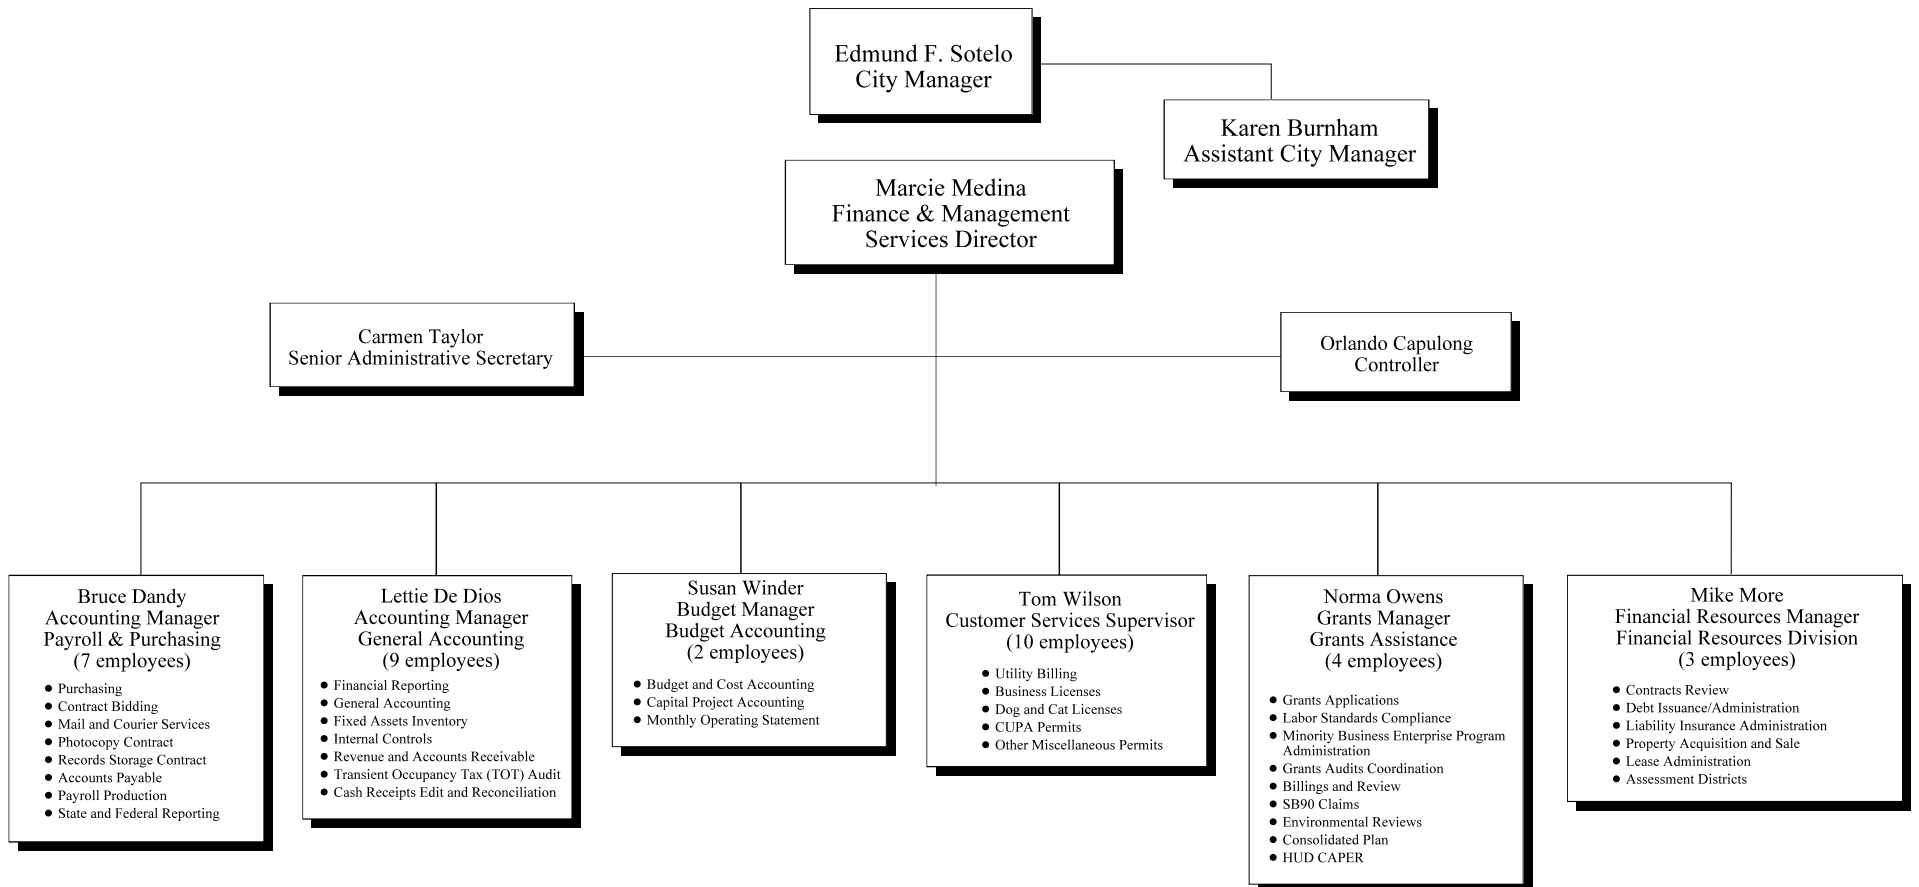 Edmund F. Sotelo
City Manager
Karen Burnham
Assistant City Manager
Marcie Medina
Finance & Management
Services Director
Carmen Taylor
Senior Administrative Secretary
Orlando Capulong
Controller
Bruce Dandy
Accounting Manager
Payroll & Purchasing
(7 employees)
● Purchasing
● Contract Bidding
● Mail and Courier Services
● Photocopy Contract
● Records Storage Contract
● Accounts Payable
● Payroll Production
● State and Federal Reporting
Lettie De Dios
Accounting Manager
General Accounting
(9 employees)
● Financial Reporting
● General Accounting
● Fixed Assets Inventory
● Internal Controls
● Revenue and Accounts Receivable
● Transient Occupancy Tax (TOT) Audit
● Cash Receipts Edit and Reconciliation
Susan Winder
Budget Manager
Budget Accounting
(2 employees)
● Budget and Cost Accounting
● Capital Project Accounting
● Monthly Operating Statement
Tom Wilson
Customer Services Supervisor
(10 employees)
● Utility Billing
● Business Licenses
● Dog and Cat Licenses
● CUPA Permits
● Other Miscellaneous Permits
Norma Owens
Grants Manager
Grants Assistance
(4 employees)
● Grants Applications
● Labor Standards Compliance
● Minority Business Enterprise Program
Administration
● Grants Audits Coordination
● Billings and Review
● SB90 Claims
● Environmental Reviews
● Consolidated Plan
● HUD CAPER
Mike More
Financial Resources Manager
Financial Resources Division
(3 employees)
● Contracts Review
● Debt Issuance/Administration
● Liability Insurance Administration
● Property Acquisition and Sale
● Lease Administration
● Assessment Districts